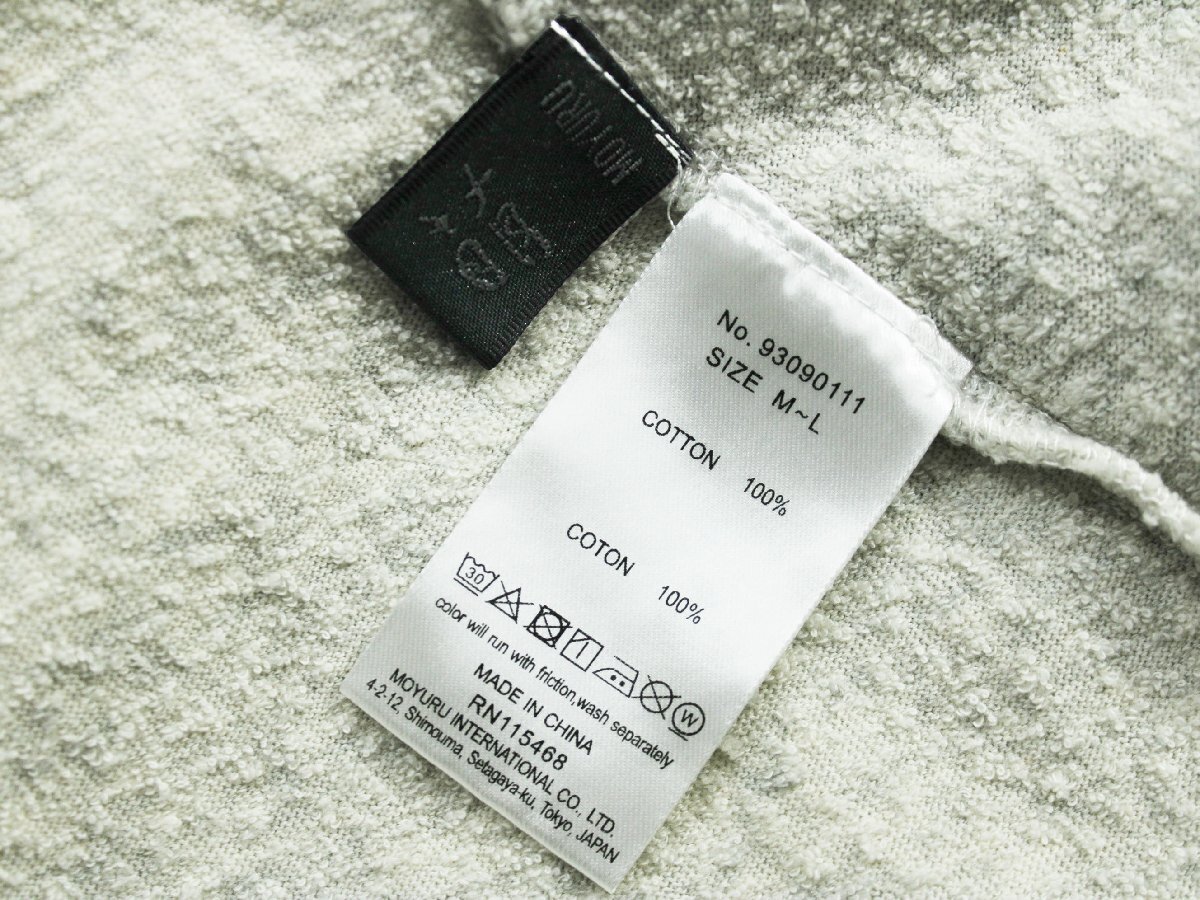 MOYURU
No. 93090111
SIZE M~L
COTTON 100%
COTON 100%
30
W
color will run with friction,wash separately
MADE IN CHINA
RN115468
MOYURU INTERNATIONAL CO., LTD.
4-2-12, Shimouma, Setagaya-ku, Tokyo, JAPAN